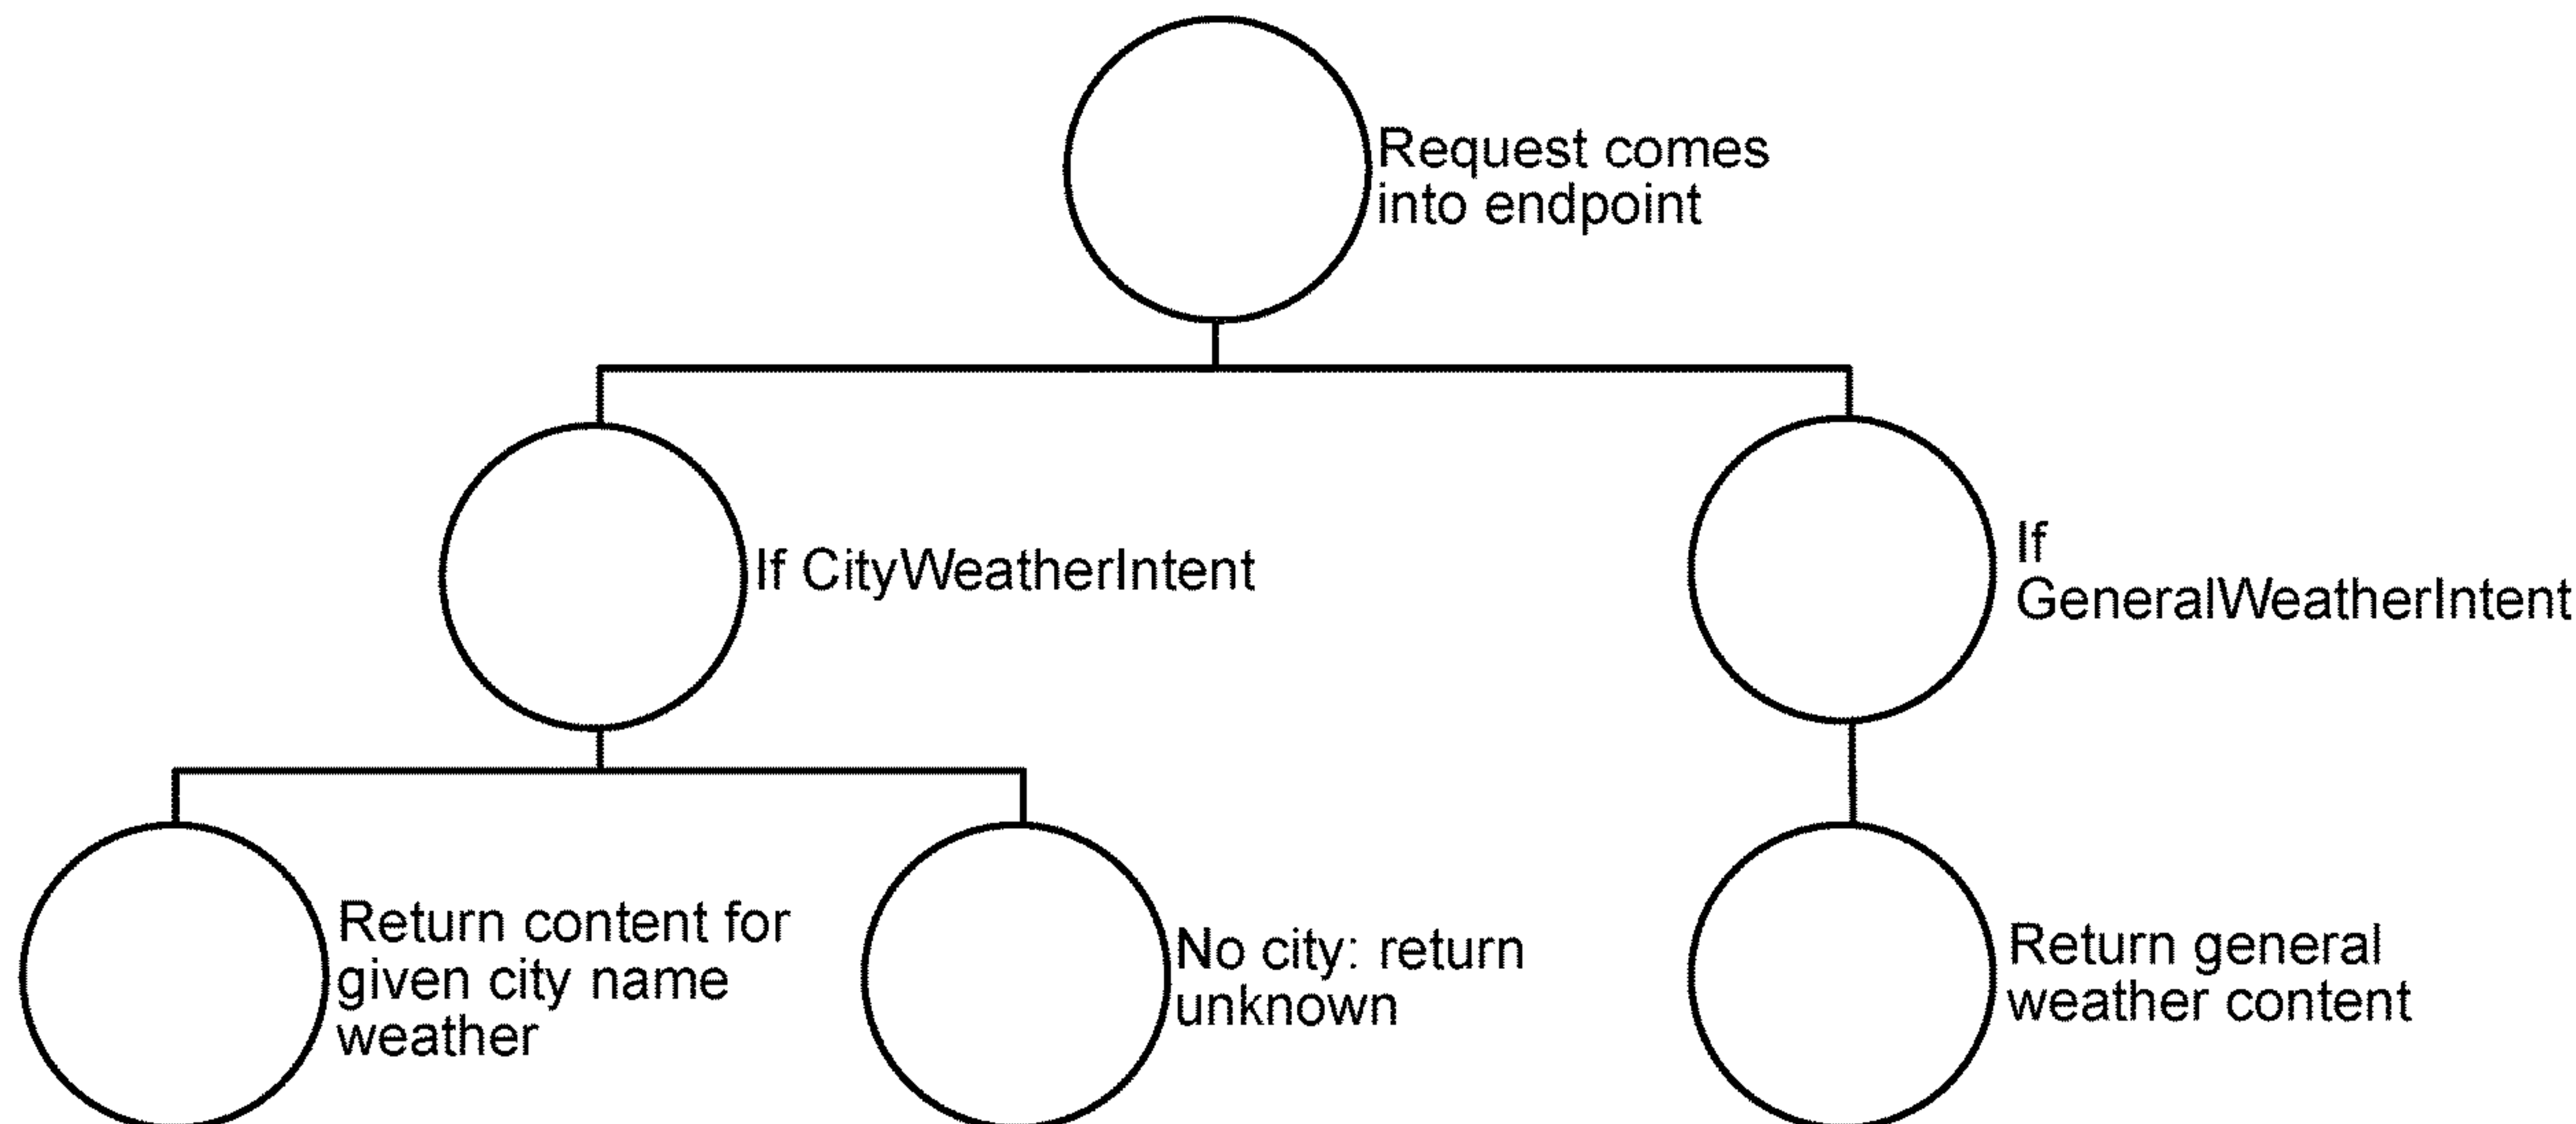 Request comes
into endpoint
If CityWeatherIntent
If
GeneralWeatherIntent
Return content for
given city name
weather
No city: return
unknown
Return general
weather content